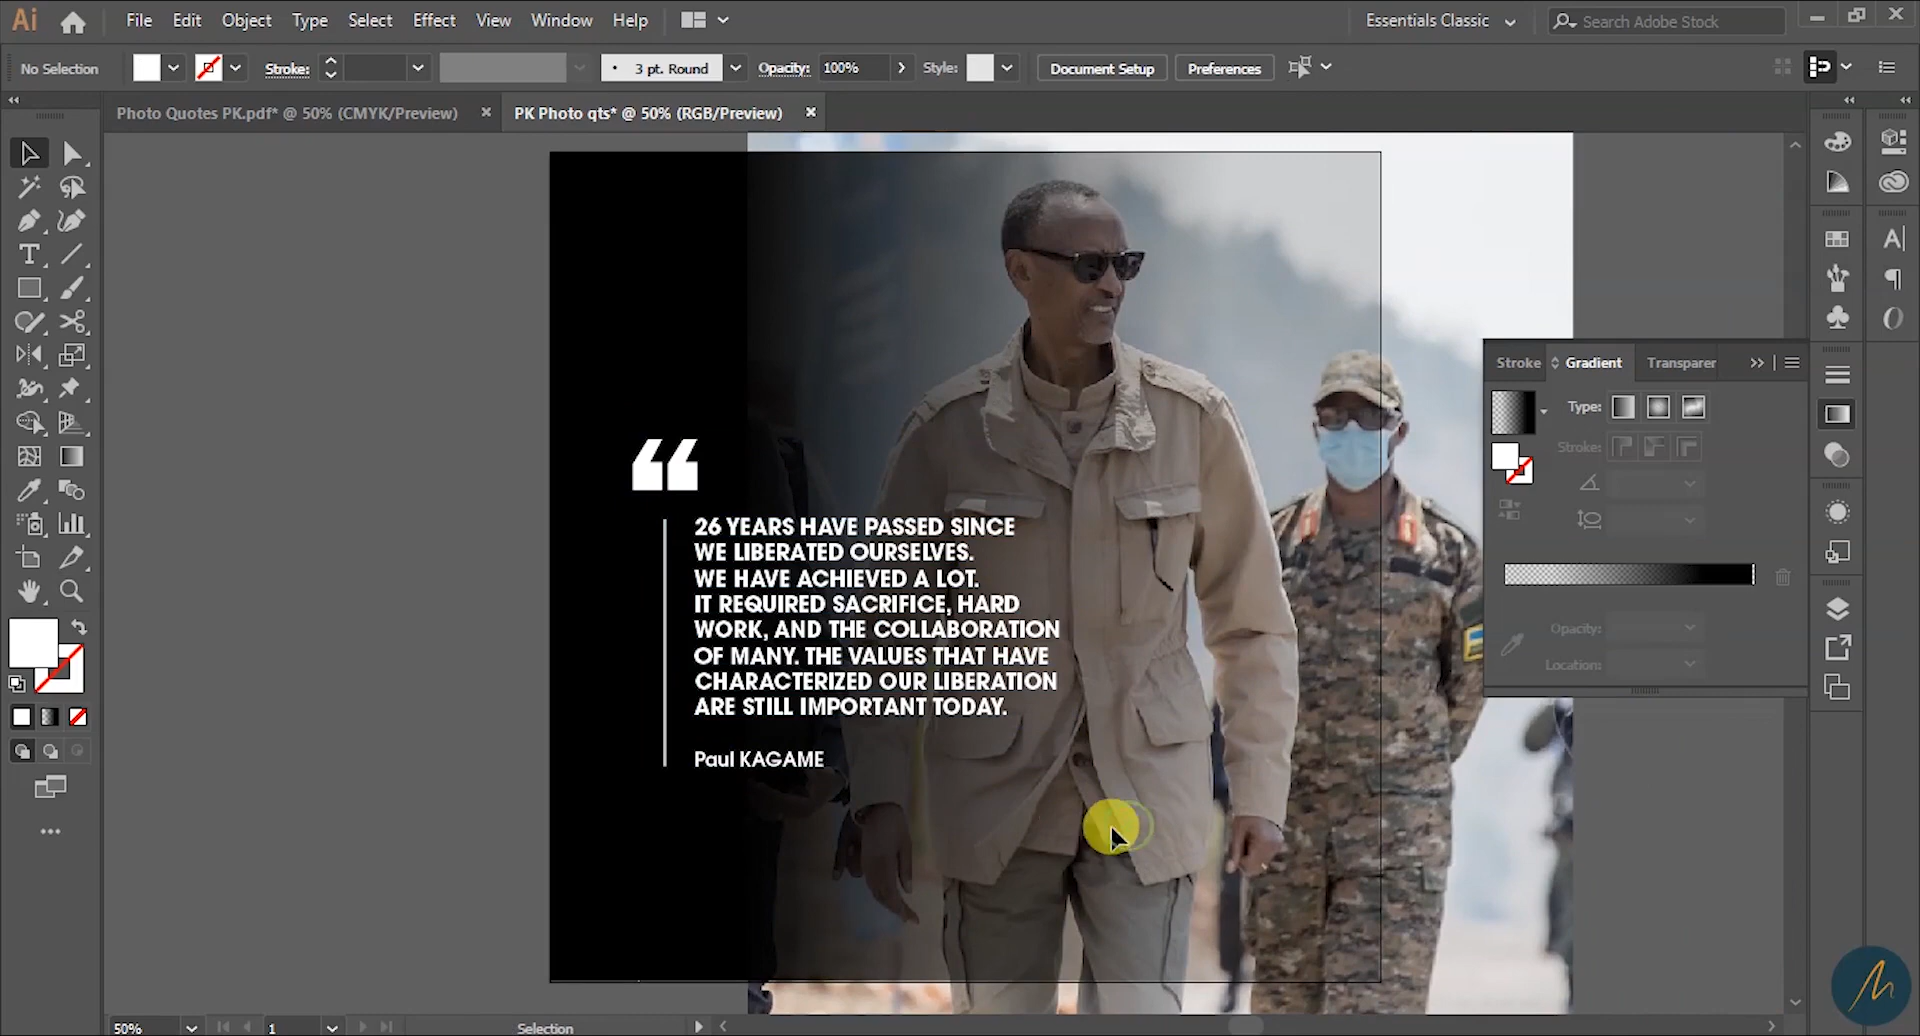 Ai File Edit Object Type Select Effect View Window Help Essentials Classic Search Adobe Stock
No Selection Stroke: 3 pt. Round Opacity: 100% Style: Document Setup Preferences
Photo Quotes PK.pdf* @ 50% (CMYK/Preview) PK Photo qts* @ 50% (RGB/Preview)
Stroke Gradient Transparer
Type:
Stroke:
Opacity:
Location:
“
26 YEARS HAVE PASSED SINCE
WE LIBERATED OURSELVES.
WE HAVE ACHIEVED A LOT.
IT REQUIRED SACRIFICE, HARD
WORK, AND THE COLLABORATION
OF MANY. THE VALUES THAT HAVE
CHARACTERIZED OUR LIBERATION
ARE STILL IMPORTANT TODAY.
Paul KAGAME
50% 1 Selection